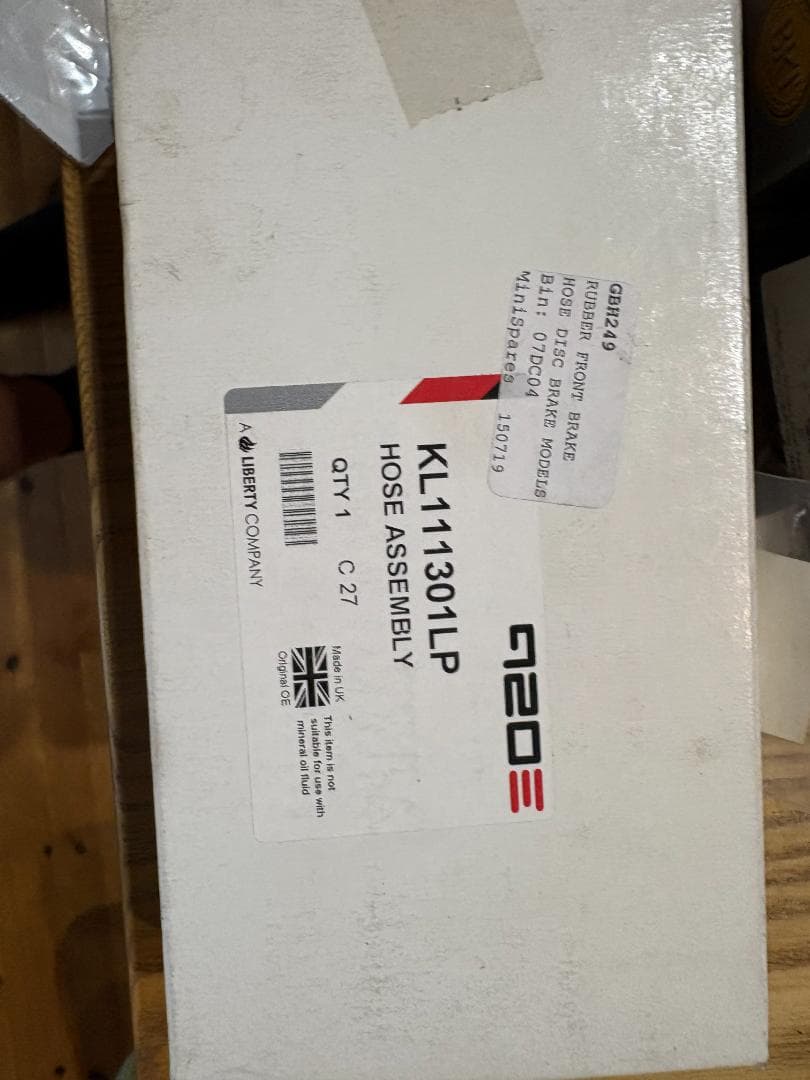 GBH249
RUBBER FRONT BRAKE
HOSE DISC BRAKE MODELS
Bin: 07DC04
MiniSpares 150719
KL111301LP
HOSE ASSEMBLY
QTY 1 C 27
A LIBERTY COMPANY
Made in UK
Original OE
This item is not
suitable for use with
mineral oil fluid